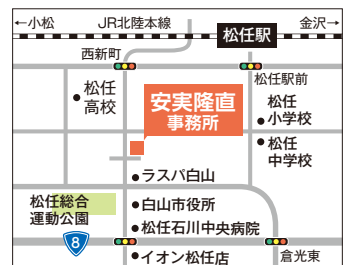 ←小松 JR北陸本線 金沢→
松任駅
西新町
松任駅前
松任
高校
安実隆直
事務所
松任
小学校
松任
中学校
ラスパ白山
松任総合
運動公園
白山市役所
松任石川中央病院
8
イオン松任店
倉光東